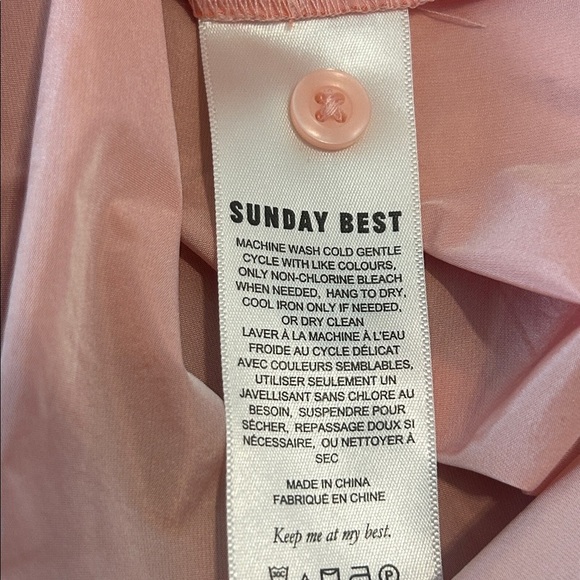 SUNDAY BEST
MACHINE WASH COLD GENTLE
CYCLE WITH LIKE COLOURS,
ONLY NON-CHLORINE BLEACH
WHEN NEEDED, HANG TO DRY,
COOL IRON ONLY IF NEEDED,
OR DRY CLEAN
LAVER À LA MACHINE À L'EAU
FROIDE AU CYCLE DÉLICAT
AVEC COULEURS SEMBLABLES,
UTILISER SEULEMENT UN
JAVELLISANT SANS CHLORE AU
BESOIN, SUSPENDRE POUR
SÉCHER, REPASSAGE DOUX SI
NÉCESSAIRE, OU NETTOYER À
SEC
MADE IN CHINA
FABRIQUÉ EN CHINE
Keep me at my best.
30C P